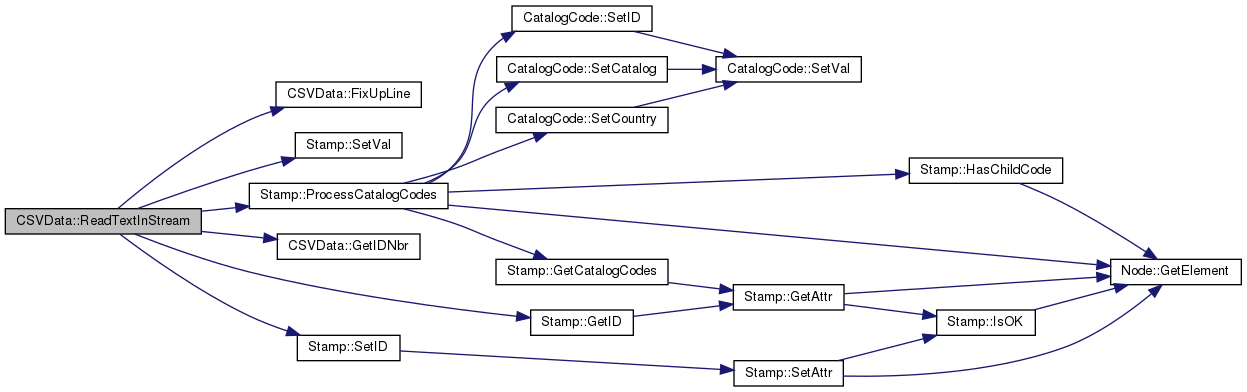 CatalogCode::SetID
CatalogCode::SetCatalog
CatalogCode::SetVal
CSVData::FixUpLine
CatalogCode::SetCountry
Stamp::SetVal
Stamp::HasChildCode
Stamp::ProcessCatalogCodes
CSVData::ReadTextInStream
CSVData::GetIDNbr
Stamp::GetCatalogCodes
Node::GetElement
Stamp::GetAttr
Stamp::GetID
Stamp::IsOK
Stamp::SetID
Stamp::SetAttr